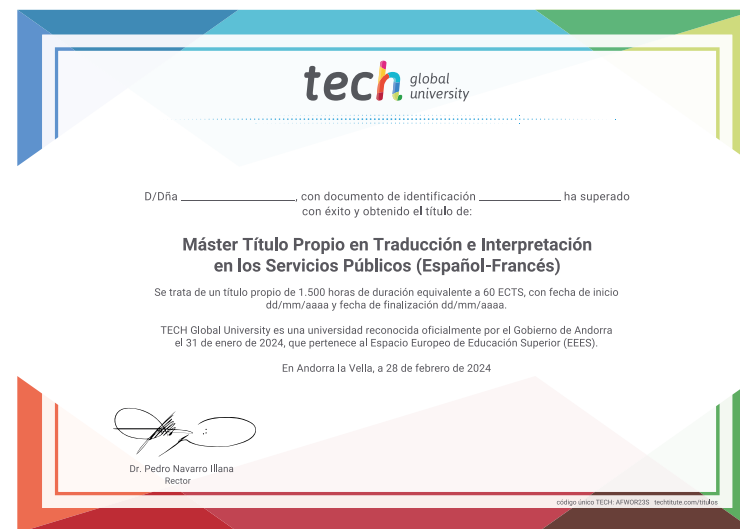 tech global university
D/Dña ____________________, con documento de identificación ______________ ha superado
con éxito y obtenido el título de:
Máster Título Propio en Traducción e Interpretación
en los Servicios Públicos (Español-Francés)
Se trata de un título propio de 1.500 horas de duración equivalente a 60 ECTS, con fecha de inicio
dd/mm/aaaa y fecha de finalización dd/mm/aaaa.
TECH Global University es una universidad reconocida oficialmente por el Gobierno de Andorra
el 31 de enero de 2024, que pertenece al Espacio Europeo de Educación Superior (EEES).
En Andorra la Vella, a 28 de febrero de 2024
Dr. Pedro Navarro Illana
Rector
código único TECH: AFWOR23S techtitute.com/titulos